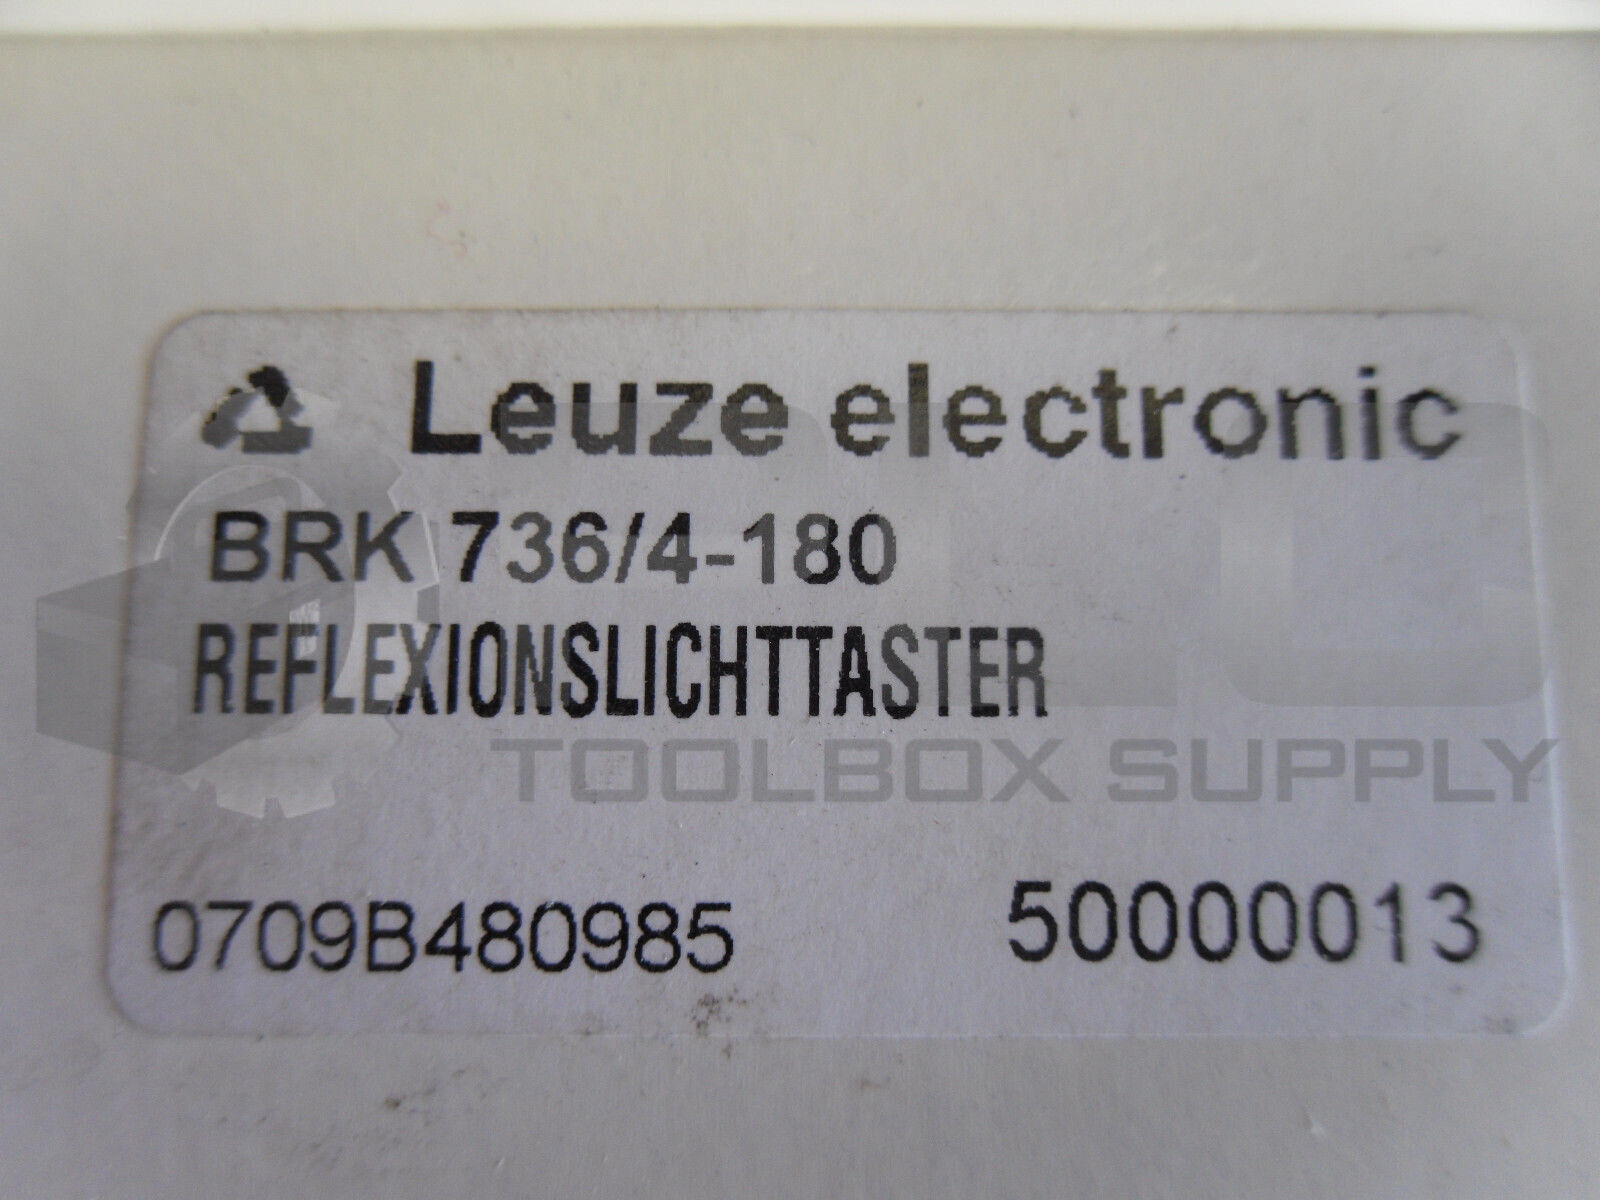 Leuze electronic
BRK 736/4-180
REFLEXIONSLICHTTASTER
TOOLBOX SUPPLY
0709B480985 50000013